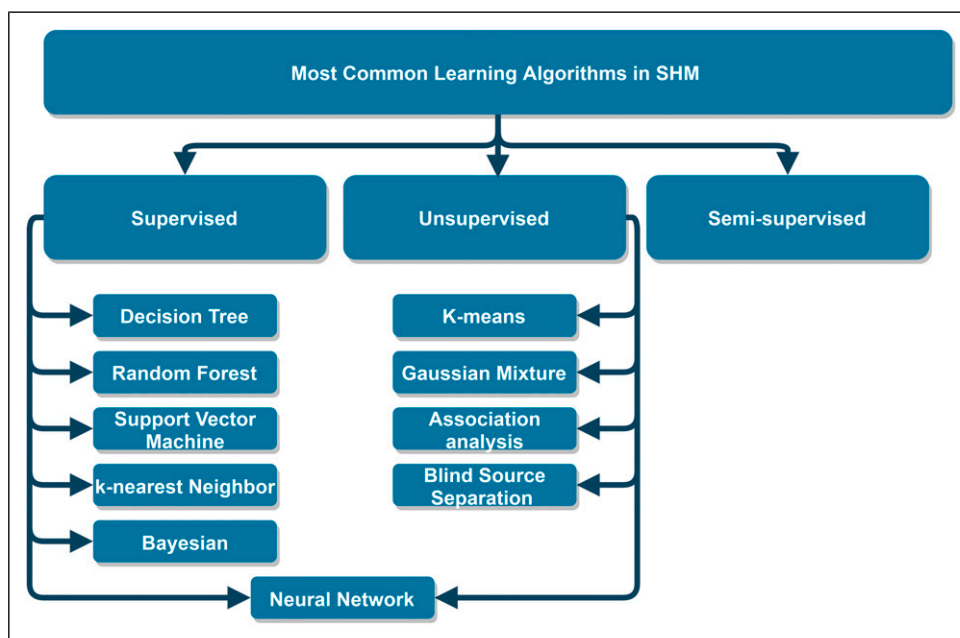 Most Common Learning Algorithms in SHM
Supervised
Unsupervised
Semi-supervised
Decision Tree
Random Forest
Support Vector
Machine
k-nearest Neighbor
Bayesian
K-means
Gaussian Mixture
Association
analysis
Blind Source
Separation
Neural Network